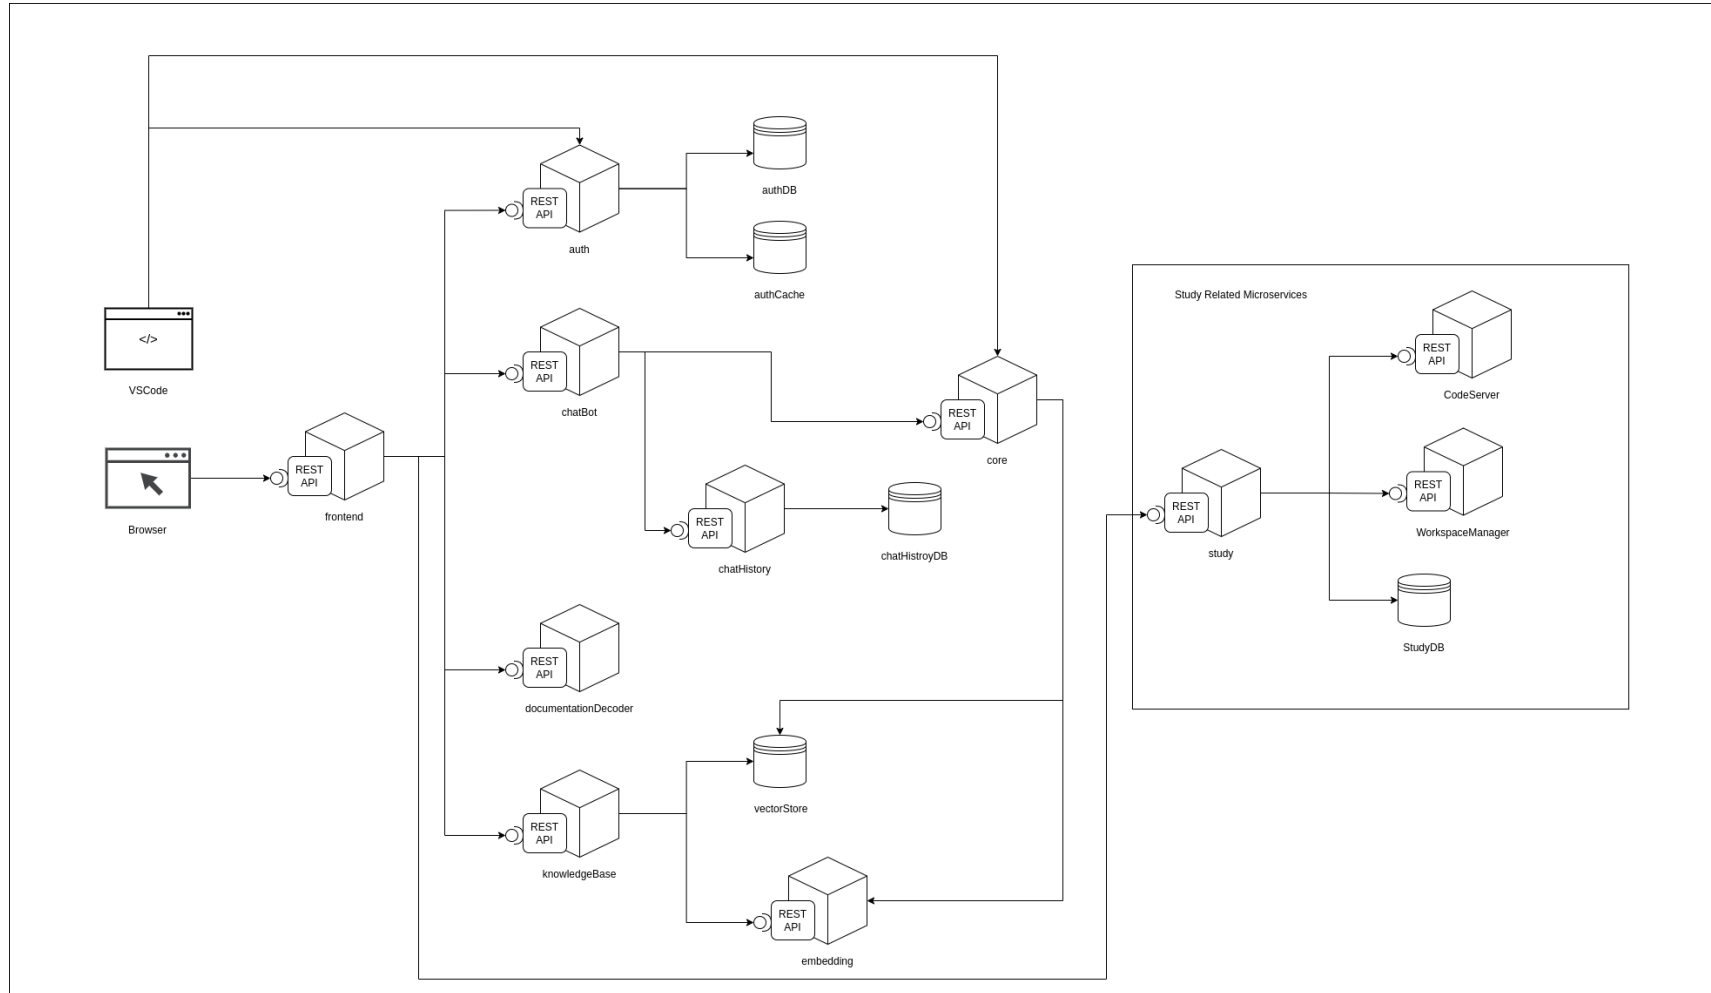 REST
API
auth
authDB
authCache
</>
VSCode
Browser
REST
API
frontend
REST
API
chatBot
REST
API
core
REST
API
chatHistory
chatHistroyDB
REST
API
documentationDecoder
REST
API
knowledgeBase
vectorStore
REST
API
embedding
Study Related Microservices
REST
API
CodeServer
REST
API
study
REST
API
WorkspaceManager
StudyDB